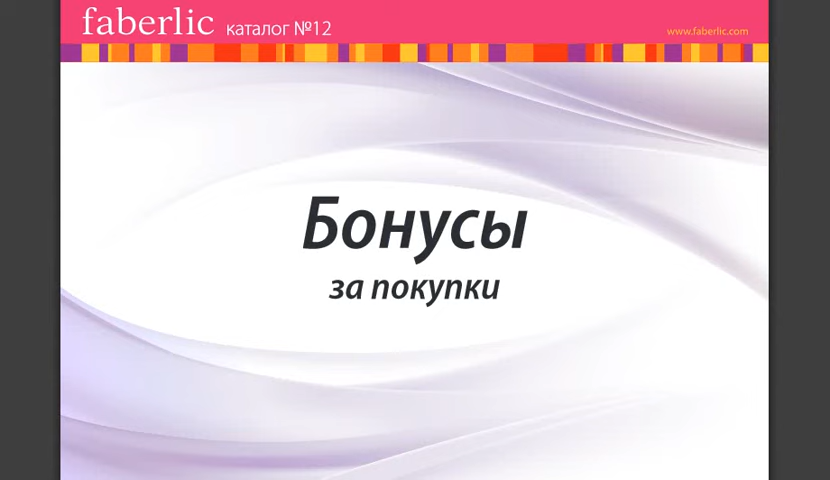 faberlic каталог №12
www.faberlic.com
Бонусы
за покупки